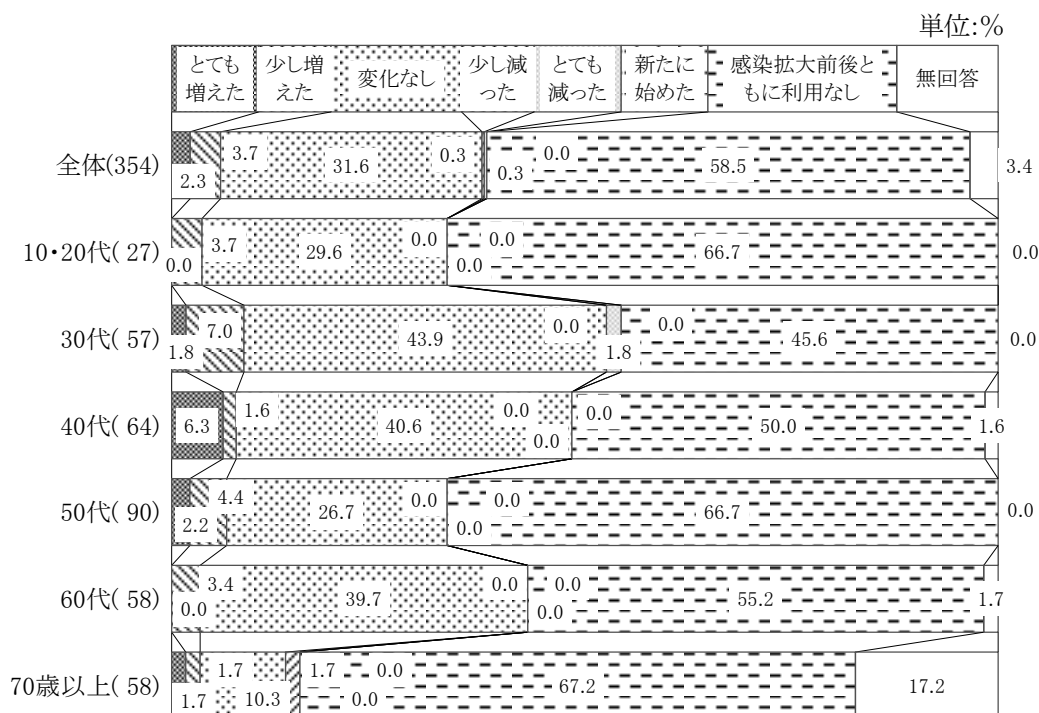 単位:%
とても
増えた
少し増
えた
変化なし
少し減
った
とても
減った
新たに
始めた
感染拡大前後と
もに利用なし
無回答
全体(354)
2.3
3.7
31.6
0.3
0.3
0.0
58.5
3.4
10・20代( 27)
0.0
3.7
29.6
0.0
0.0
0.0
66.7
0.0
30代( 57)
1.8
7.0
43.9
0.0
1.8
0.0
45.6
0.0
40代( 64)
6.3
1.6
40.6
0.0
0.0
0.0
50.0
1.6
50代( 90)
2.2
4.4
26.7
0.0
0.0
0.0
66.7
0.0
60代( 58)
0.0
3.4
39.7
0.0
0.0
0.0
55.2
1.7
70歳以上( 58)
1.7
1.7
10.3
1.7
0.0
0.0
67.2
17.2